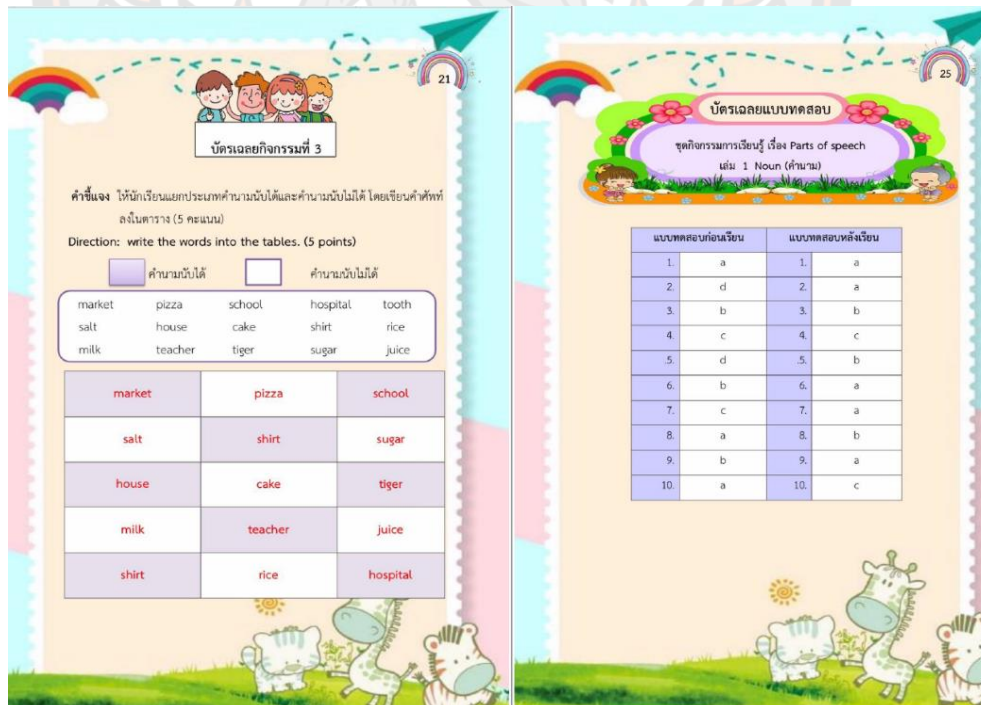 21
บัตรเฉลยกิจกรรมที่ 3
คำชี้แจง ให้นักเรียนแยกประเภทคำนามนับได้และคำนามนับไม่ได้ โดยเขียนคำศัพท์
ลงในตาราง (5 คะแนน)
Direction: write the words into the tables. (5 points)
คำนามนับได้ คำนามนับไม่ได้
market pizza school hospital tooth
salt house cake shirt rice
milk teacher tiger sugar juice
market pizza school
salt shirt sugar
house cake tiger
milk teacher juice
shirt rice hospital
25
บัตรเฉลยแบบทดสอบ
ชุดกิจกรรมการเรียนรู้ เรื่อง Parts of speech
เล่ม 1 Noun (คำนาม)
แบบทดสอบก่อนเรียน แบบทดสอบหลังเรียน
1. a 1. a
2. d 2. a
3. b 3. b
4. c 4. c
.5. d .5. b
6. b 6. a
7. c 7. a
8. a 8. b
9. b 9. a
10. a 10. c